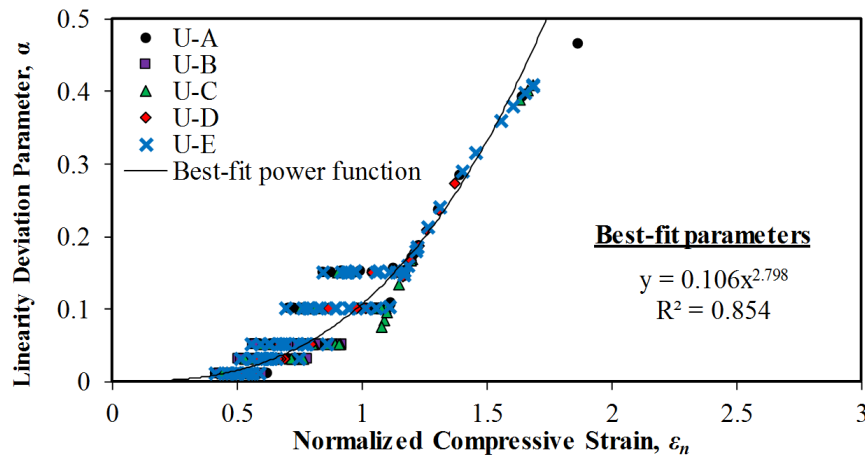 Linearity Deviation Parameter, α
0.5
0.4
0.3
0.2
0.1
0
U-A
U-B
U-C
U-D
U-E
Best-fit power function
Best-fit parameters
y = 0.106x^2.798
R² = 0.854
0 0.5 1 1.5 2 2.5 3
Normalized Compressive Strain, εn